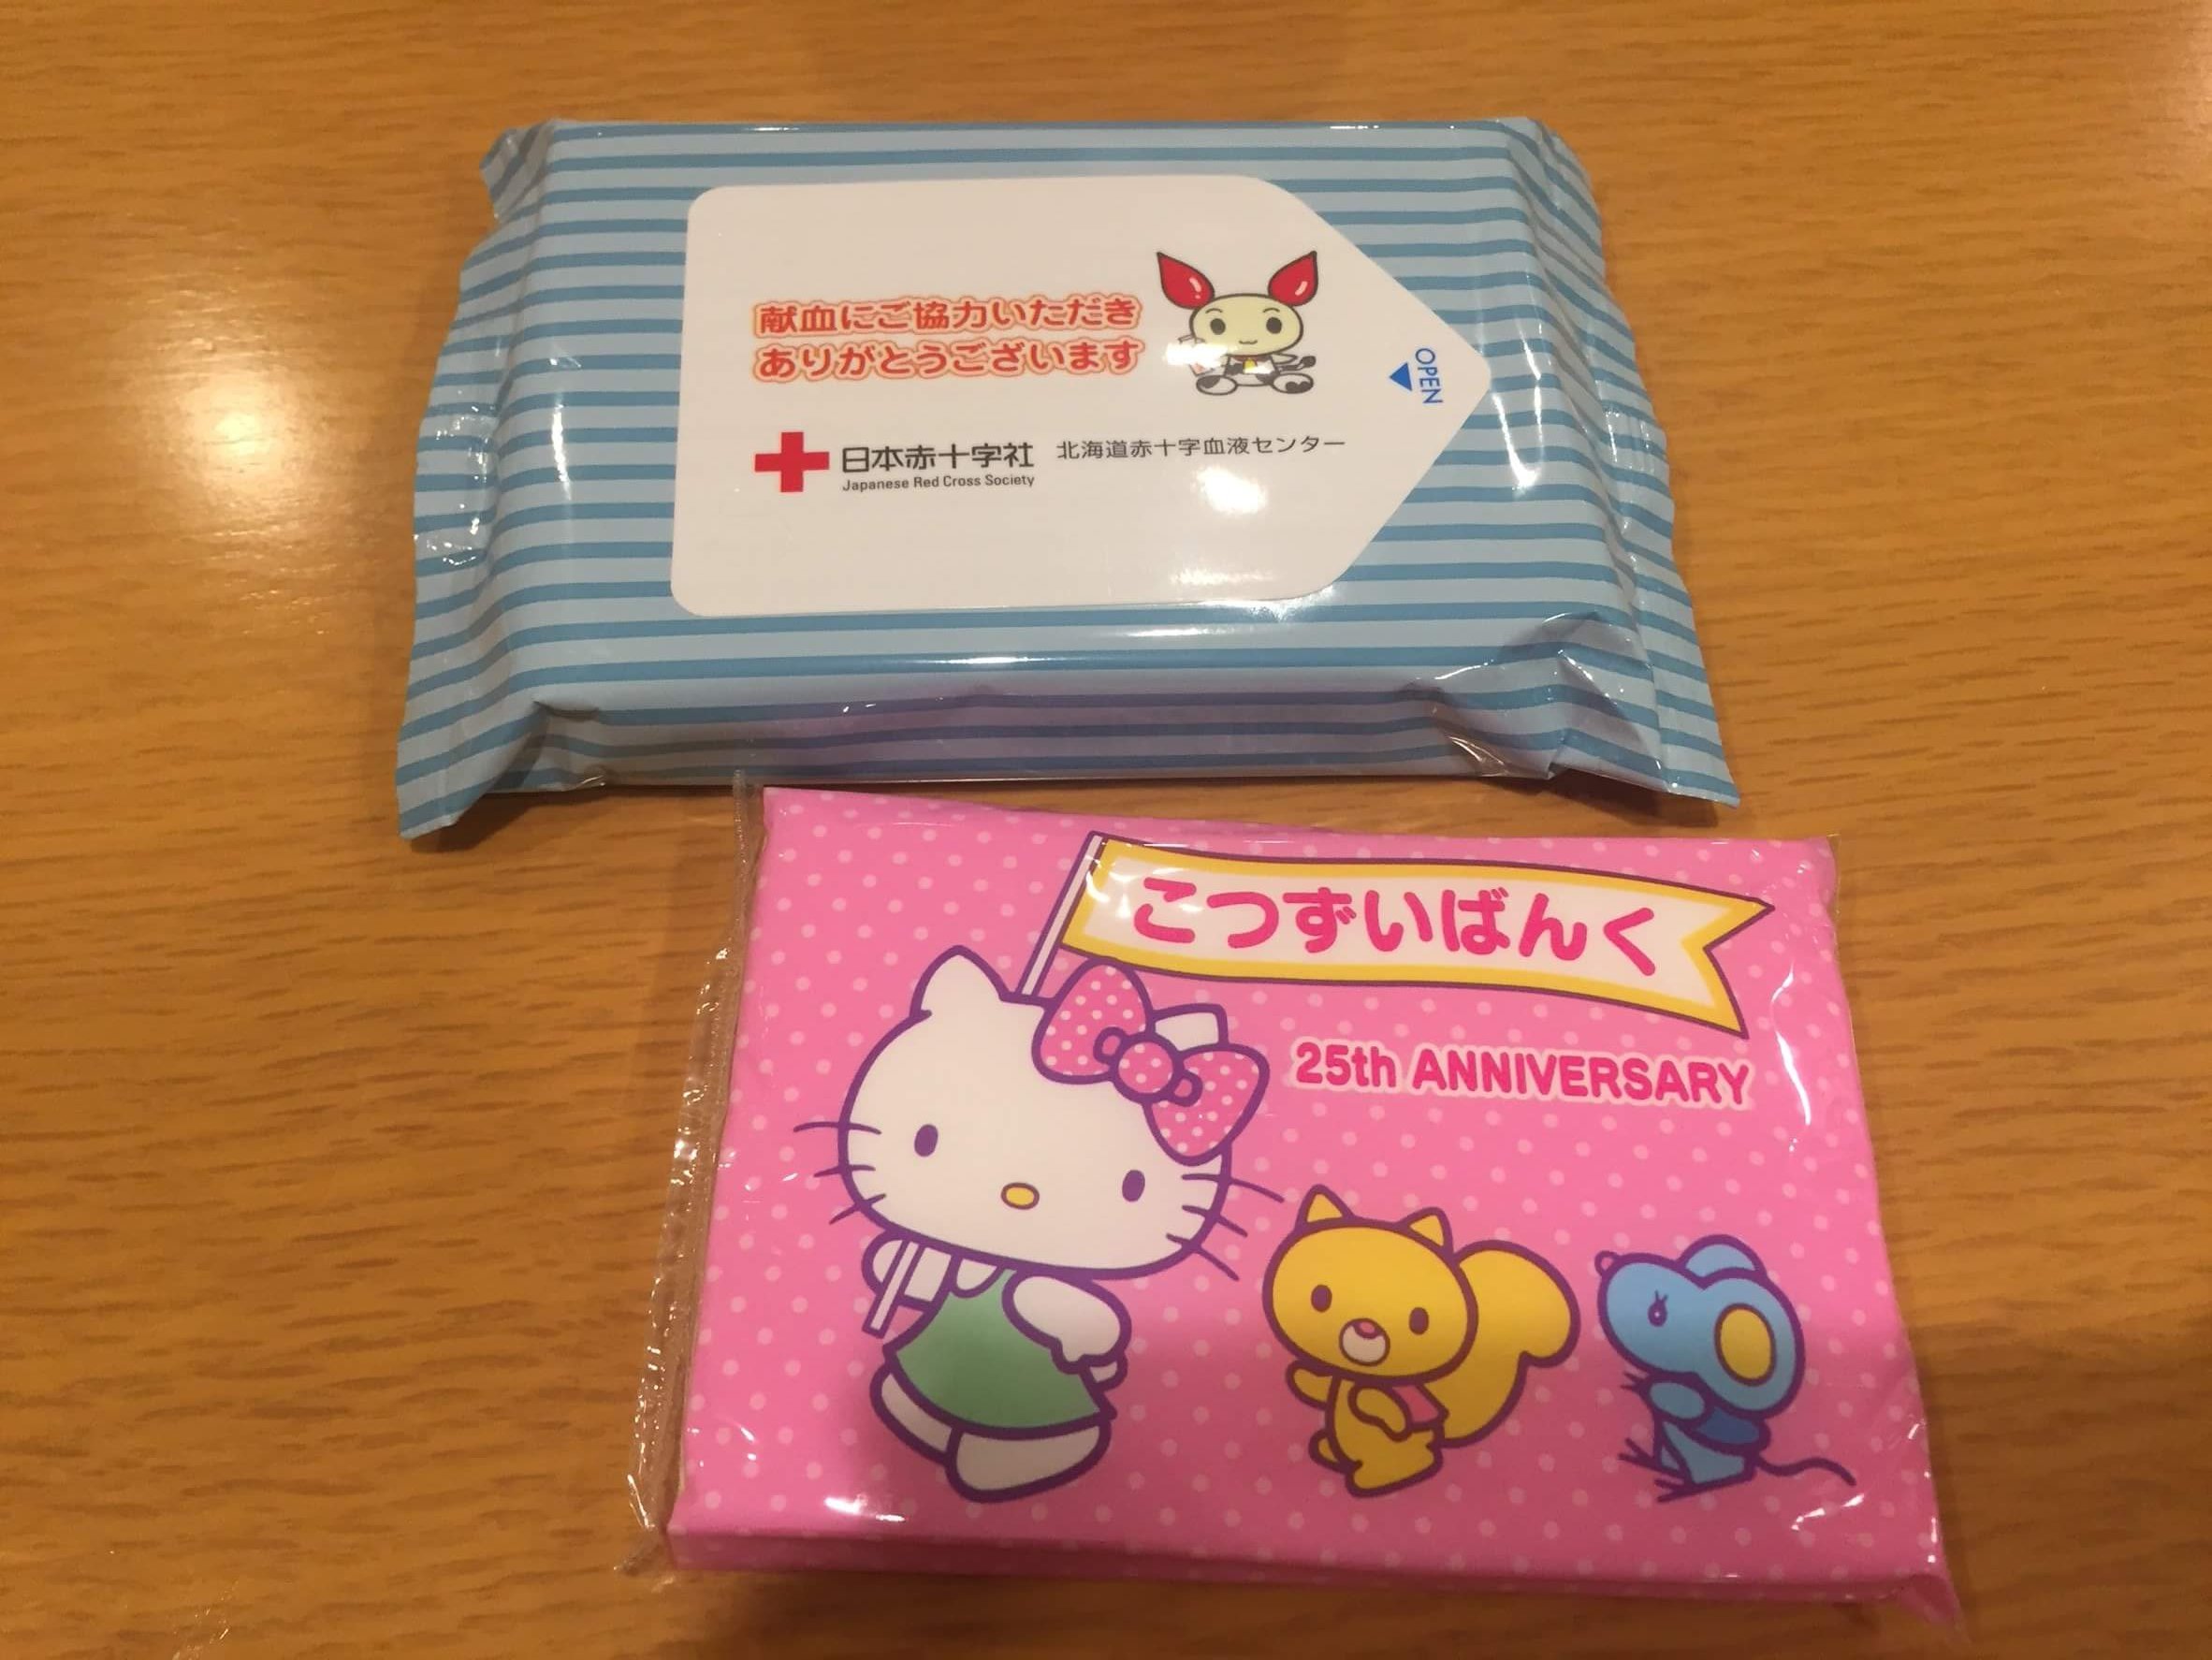 献血にご協力いただき
ありがとうございます
OPEN
日本赤十字社 北海道赤十字血液センター
Japanese Red Cross Society
こつずいばんく
25th ANNIVERSARY